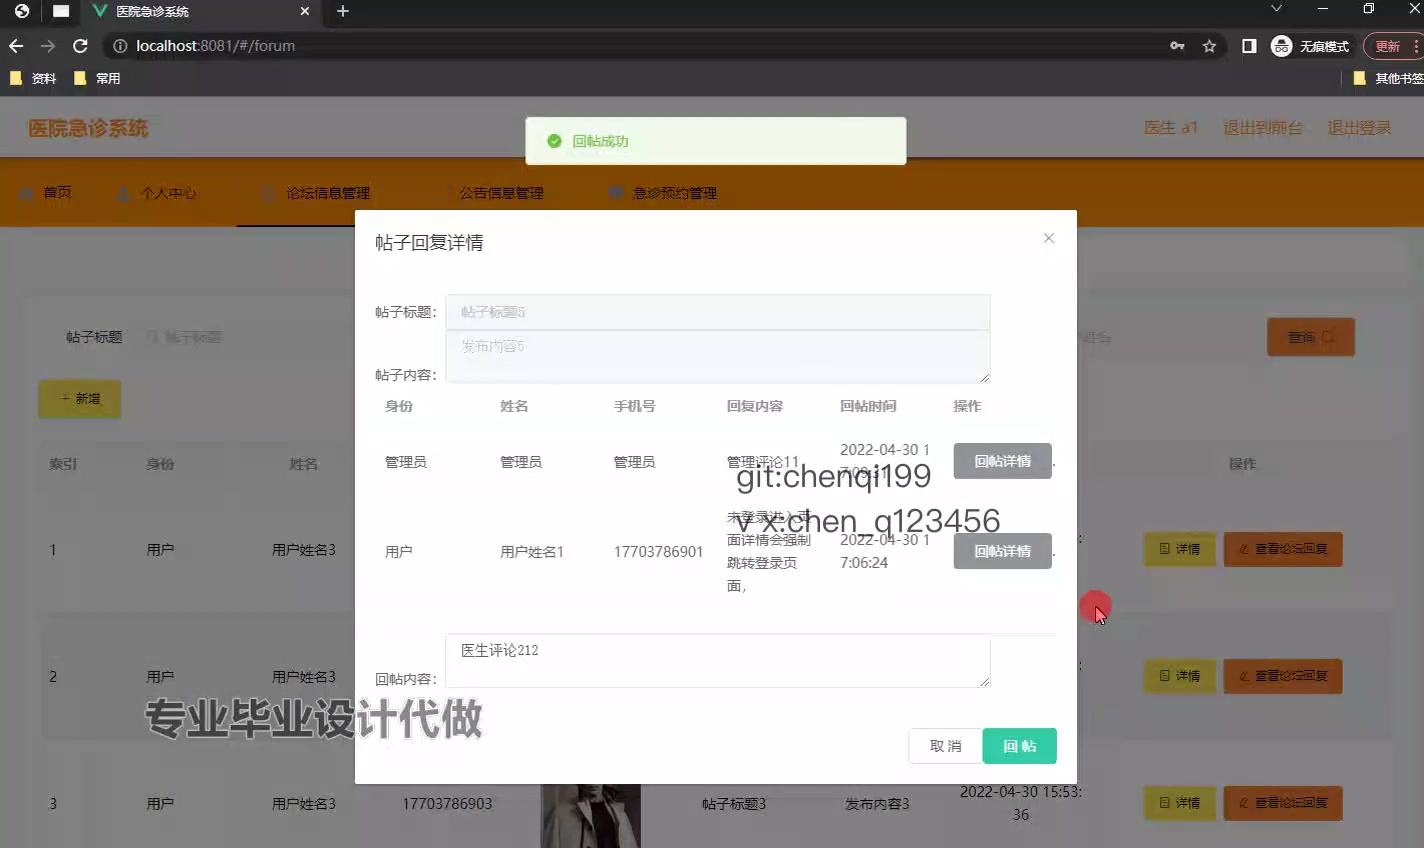 医院急诊系统
localhost:8081/#/forum
无痕模式
更新
资料
常用
其他书签
医院急诊系统
医生 a1
退出到前台
退出登录
回帖成功
首页
个人中心
论坛信息管理
公告信息管理
急诊预约管理
帖子回复详情
帖子标题：
帖子标题5
发布内容5
帖子内容：
身份 姓名 手机号 回复内容 回帖时间 操作
管理员 管理员 管理员 管理评论11 2022-04-30 1
回帖详情
git:chenqi199
v x:chen_q123456
用户 用户姓名1 17703786901
未登录进入页
面详情会强制
跳转登录页
面，
2022-04-30 1
7:06:24
回帖详情
回帖内容：
医生评论212
取 消
回 帖
帖子标题
帖子标题
查询
新增
索引 身份 姓名 操作
1 用户 用户姓名3 详情 查看论坛回复
2 用户 用户姓名3 详情 查看论坛回复
专业毕业设计代做
3 用户 用户姓名3 17703786903 帖子标题3 发布内容3 2022-04-30 15:53:
36
详情 查看论坛回复